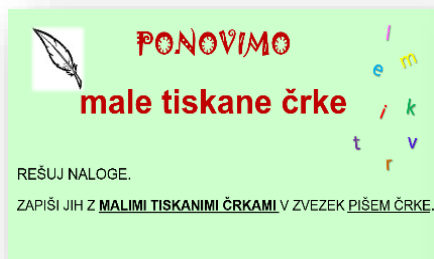 PONOVIMO
male tiskane črke
l
m
e
i
k
t
v
r
REŠUJ NALOGE.
ZAPIŠI JIH Z MALIMI TISKANIMI ČRKAMI V ZVEZEK PIŠEM ČRKE.